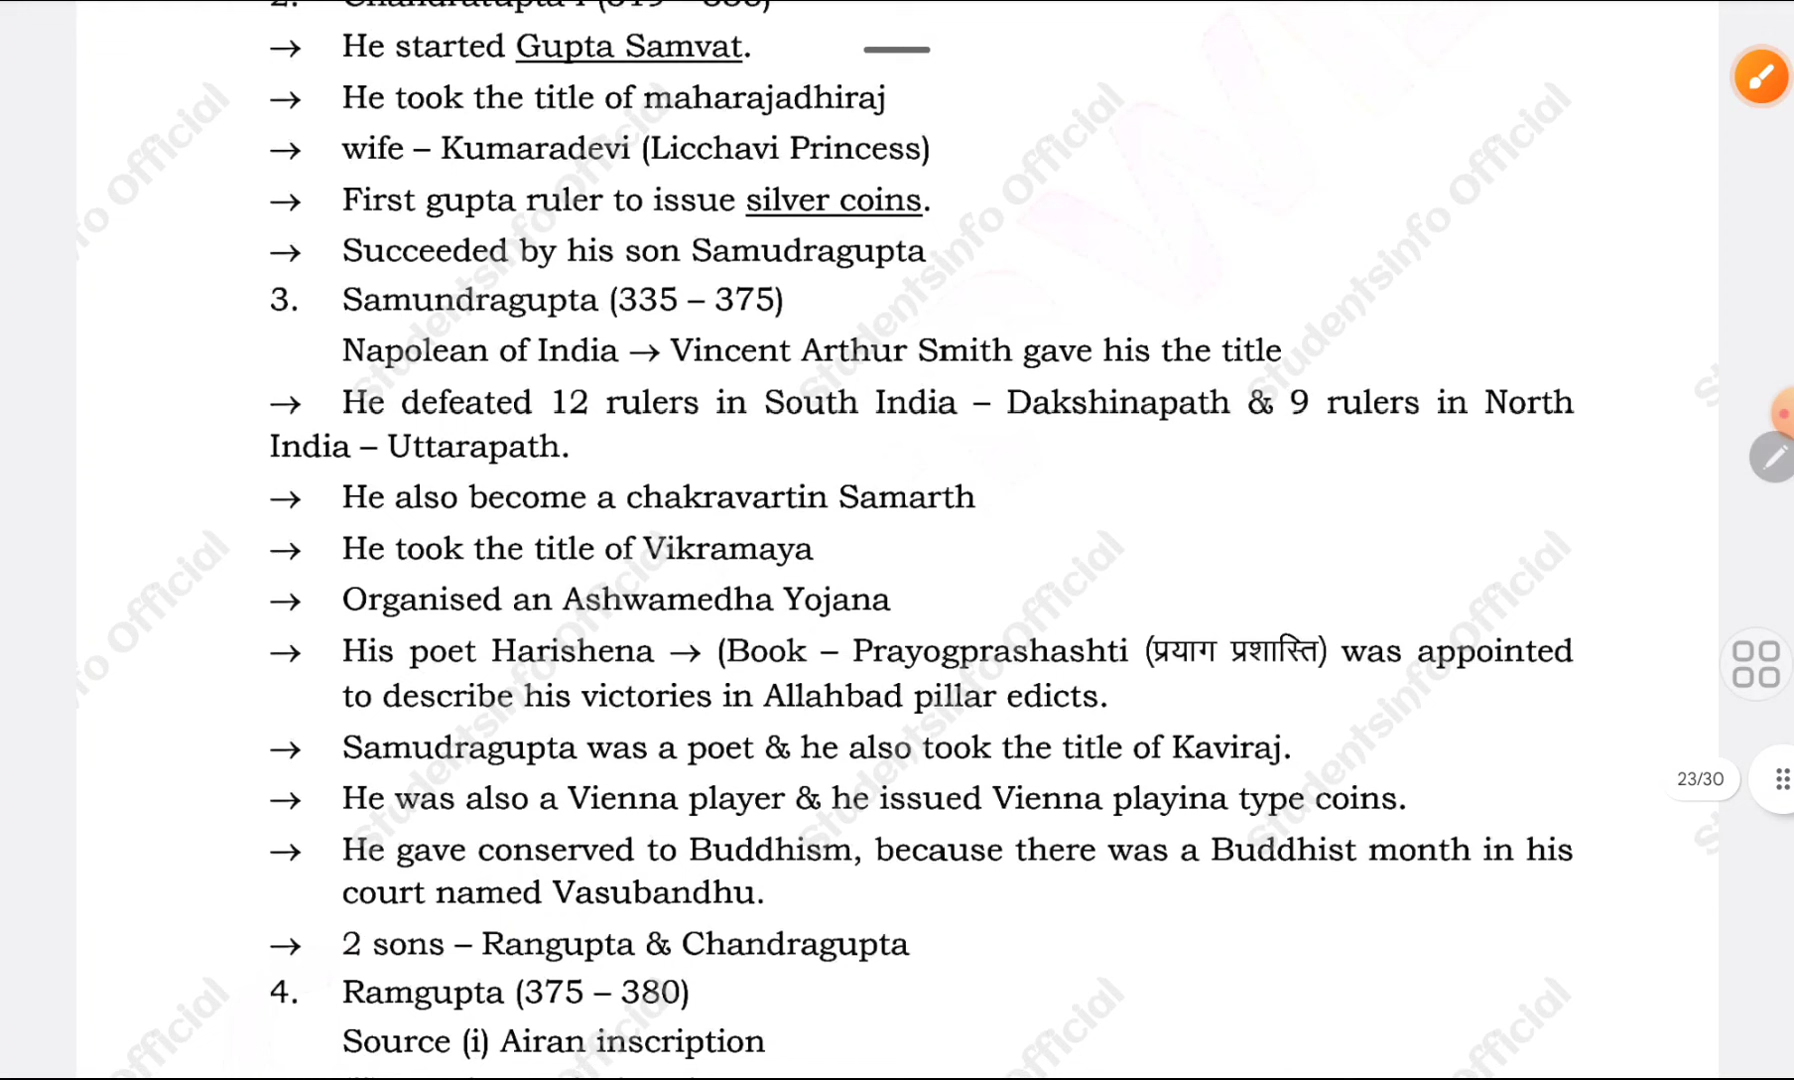 → He started Gupta Samvat.
→ He took the title of maharajadhiraj
→ wife – Kumaradevi (Licchavi Princess)
→ First gupta ruler to issue silver coins.
→ Succeeded by his son Samudragupta
3. Samundragupta (335 – 375)
Napolean of India → Vincent Arthur Smith gave his the title
→ He defeated 12 rulers in South India – Dakshinapath & 9 rulers in North
India – Uttarapath.
→ He also become a chakravartin Samarth
→ He took the title of Vikramaya
→ Organised an Ashwamedha Yojana
→ His poet Harishena → (Book – Prayogprashashti (प्रयाग प्रशास्ति) was appointed
to describe his victories in Allahbad pillar edicts.
→ Samudragupta was a poet & he also took the title of Kaviraj.
→ He was also a Vienna player & he issued Vienna playina type coins.
23/30
→ He gave conserved to Buddhism, because there was a Buddhist month in his
court named Vasubandhu.
→ 2 sons – Rangupta & Chandragupta
4. Ramgupta (375 – 380)
Source (i) Airan inscription
Studentsinfo Official